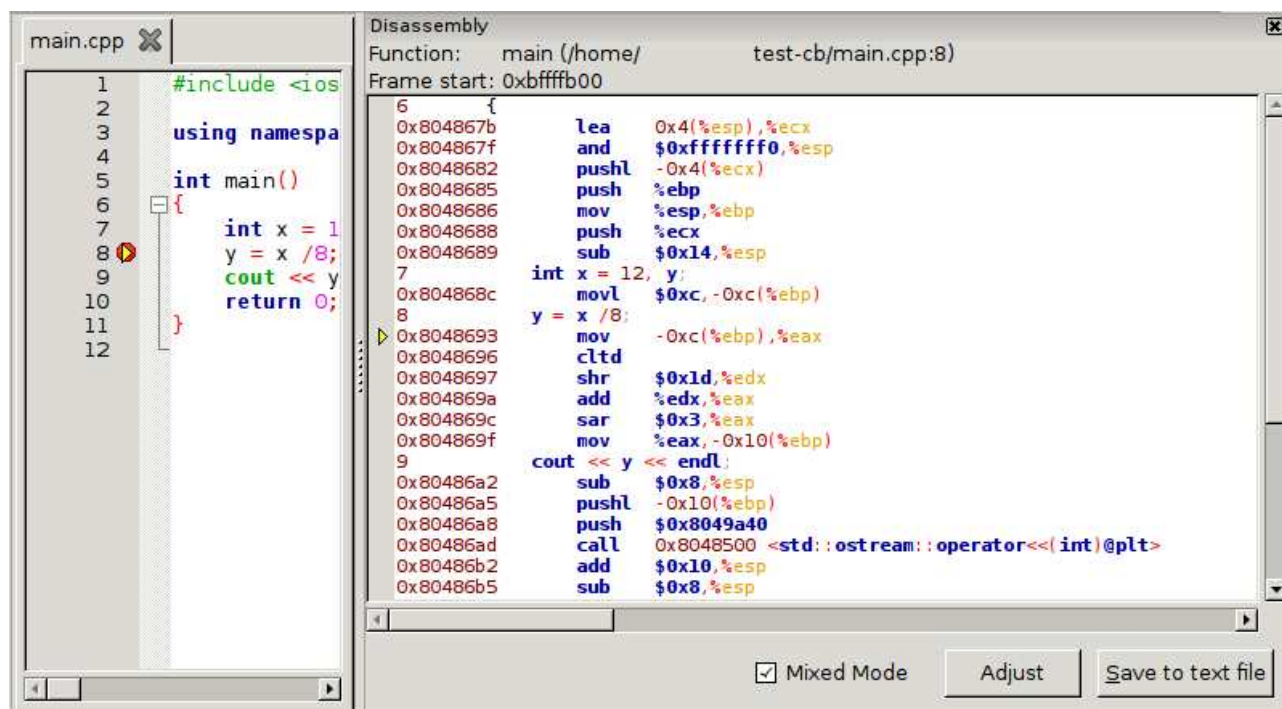 main.cpp
1 #include <ios
2
3 using namespa
4
5 int main()
6 {
7 int x = 1
8 y = x /8;
9 cout << y
10 return 0;
11 }
12
Disassembly
Function: main (/home/ test-cb/main.cpp:8)
Frame start: 0xbffffb00
6 {
0x804867b lea 0x4(%esp),%ecx
0x804867f and $0xfffffff0,%esp
0x8048682 pushl -0x4(%ecx)
0x8048685 push %ebp
0x8048686 mov %esp,%ebp
0x8048688 push %ecx
0x8048689 sub $0x14,%esp
7 int x = 12, y;
0x804868c movl $0xc,-0xc(%ebp)
8 y = x /8;
0x8048693 mov -0xc(%ebp),%eax
0x8048696 cltd
0x8048697 shr $0x1d,%edx
0x804869a add %edx,%eax
0x804869c sar $0x3,%eax
0x804869f mov %eax,-0x10(%ebp)
9 cout << y << endl;
0x80486a2 sub $0x8,%esp
0x80486a5 pushl -0x10(%ebp)
0x80486a8 push $0x8049a40
0x80486ad call 0x8048500 <std::ostream::operator<<(int)@plt>
0x80486b2 add $0x10,%esp
0x80486b5 sub $0x8,%esp
Mixed Mode
Adjust
Save to text file